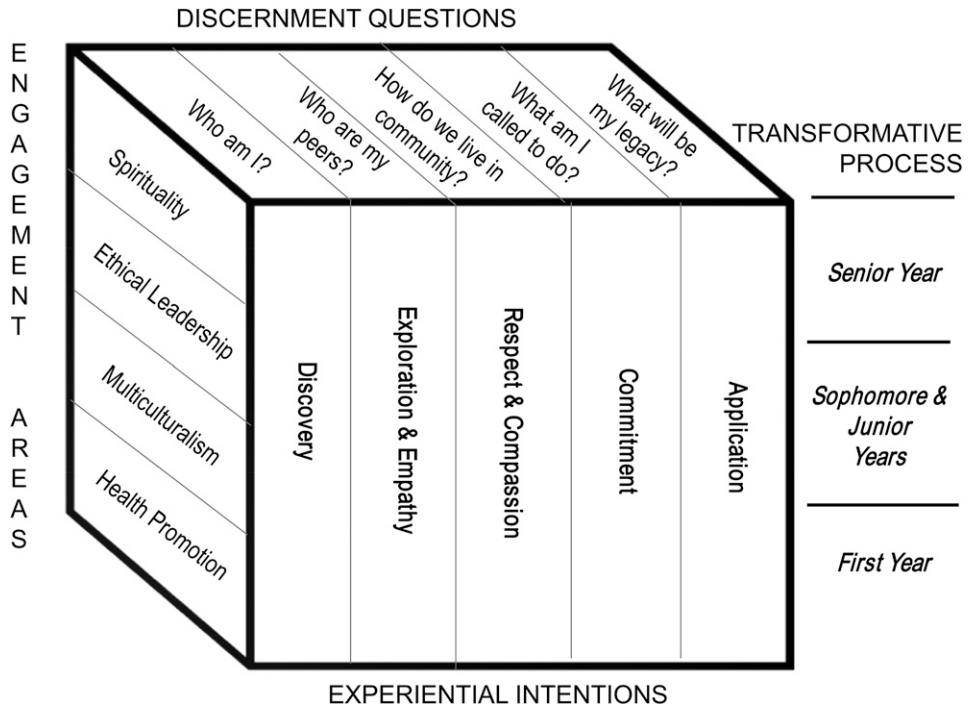 DISCERNMENT QUESTIONS
ENGAGEMENT AREAS
Who am I?
Who are my
peers?
How do we live in
community?
What am I
called to do?
What will be
my legacy?
TRANSFORMATIVE
PROCESS
Spirituality
Ethical Leadership
Multiculturalism
Health Promotion
Discovery
Exploration & Empathy
Respect & Compassion
Commitment
Application
Senior Year
Sophomore &
Junior
Years
First Year
EXPERIENTIAL INTENTIONS